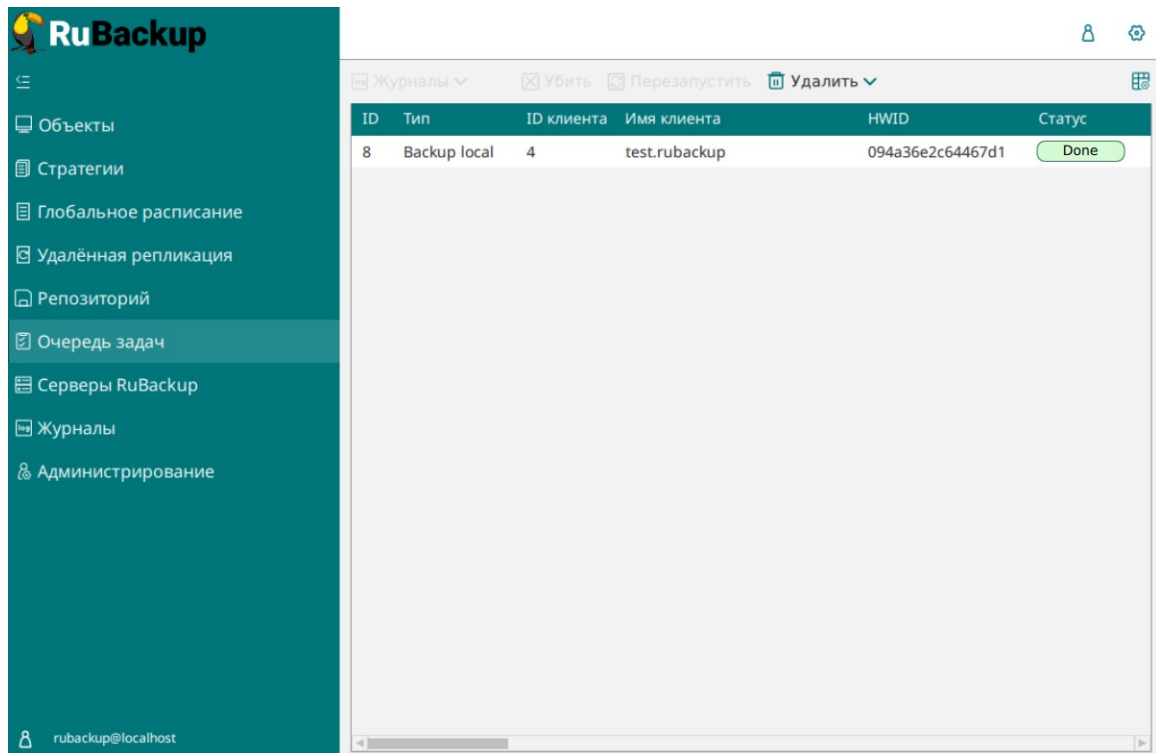 RuBackup
Журналы Убить Перезапустить Удалить
Объекты
Стратегии
Глобальное расписание
Удалённая репликация
Репозиторий
Очередь задач
Серверы RuBackup
log Журналы
Администрирование
rubackup@localhost
ID Тип ID клиента Имя клиента HWID Статус
8 Backup local 4 test.rubackup 094a36e2c64467d1 Done